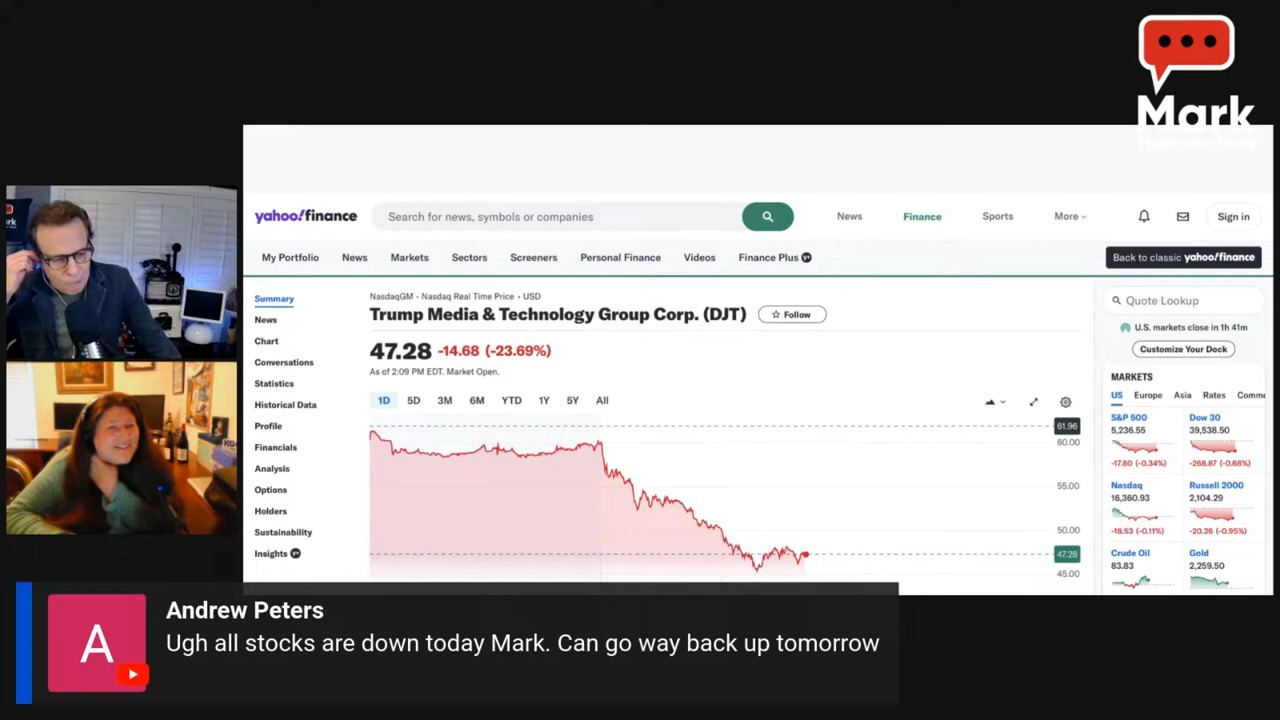 Mark
yahoo!finance
Search for news, symbols or companies
News
Finance
Sports
More
Sign in
My Portfolio
News
Markets
Sectors
Screeners
Personal Finance
Videos
Finance Plus
Back to classic yahoo!finance
Summary
News
Chart
Conversations
Statistics
Historical Data
Profile
Financials
Analysis
Options
Holders
Sustainability
Insights
NasdaqGM - Nasdaq Real Time Price • USD
Trump Media & Technology Group Corp. (DJT)
Follow
47.28 -14.68 (-23.69%)
As of 2:09 PM EDT. Market Open.
1D 5D 3M 6M YTD 1Y 5Y All
61.96
60.00
55.00
50.00
47.28
45.00
Quote Lookup
U.S. markets close in 1h 41m
Customize Your Dock
MARKETS
US Europe Asia Rates Comm
S&P 500
5,236.55
-17.80 (-0.34%)
Dow 30
39,538.50
-268.87 (-0.68%)
Nasdaq
16,360.93
-18.53 (-0.11%)
Russell 2000
2,104.29
-20.26 (-0.95%)
Crude Oil
83.83
Gold
2,259.50
A
Andrew Peters
Ugh all stocks are down today Mark. Can go way back up tomorrow